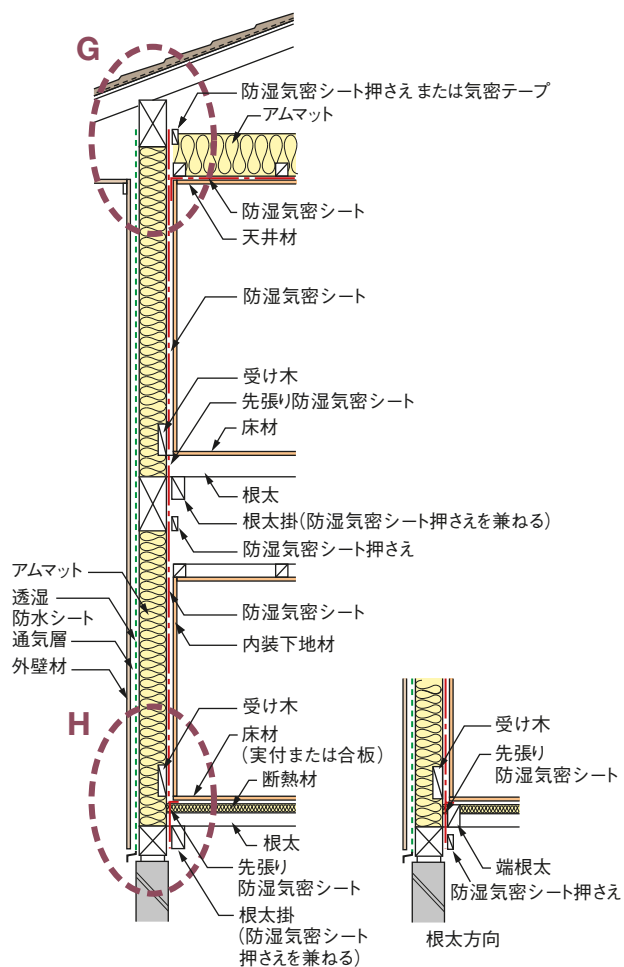 G
防湿気密シート押さえまたは気密テープ
アムマット
防湿気密シート
天井材
防湿気密シート
受け木
先張り防湿気密シート
床材
根太
根太掛(防湿気密シート押さえを兼ねる)
防湿気密シート押さえ
アムマット
透湿
防水シート
通気層
外壁材
防湿気密シート
内装下地材
H
受け木
床材
(実付または合板)
断熱材
根太
先張り
防湿気密シート
根太掛
(防湿気密シート
押さえを兼ねる)
受け木
先張り
防湿気密シート
端根太
防湿気密シート押さえ
根太方向